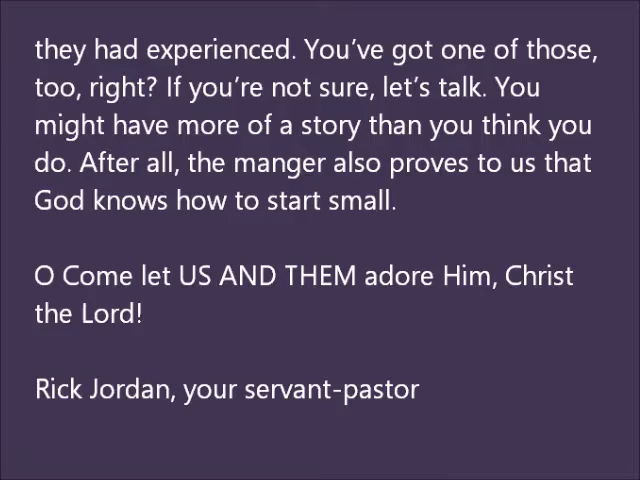 they had experienced. You’ve got one of those,
too, right? If you’re not sure, let’s talk. You
might have more of a story than you think you
do. After all, the manger also proves to us that
God knows how to start small.
O Come let US AND THEM adore Him, Christ
the Lord!
Rick Jordan, your servant-pastor